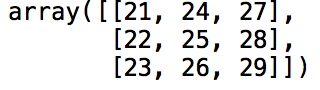 array([[21, 24, 27],
       [22, 25, 28],
       [23, 26, 29]])